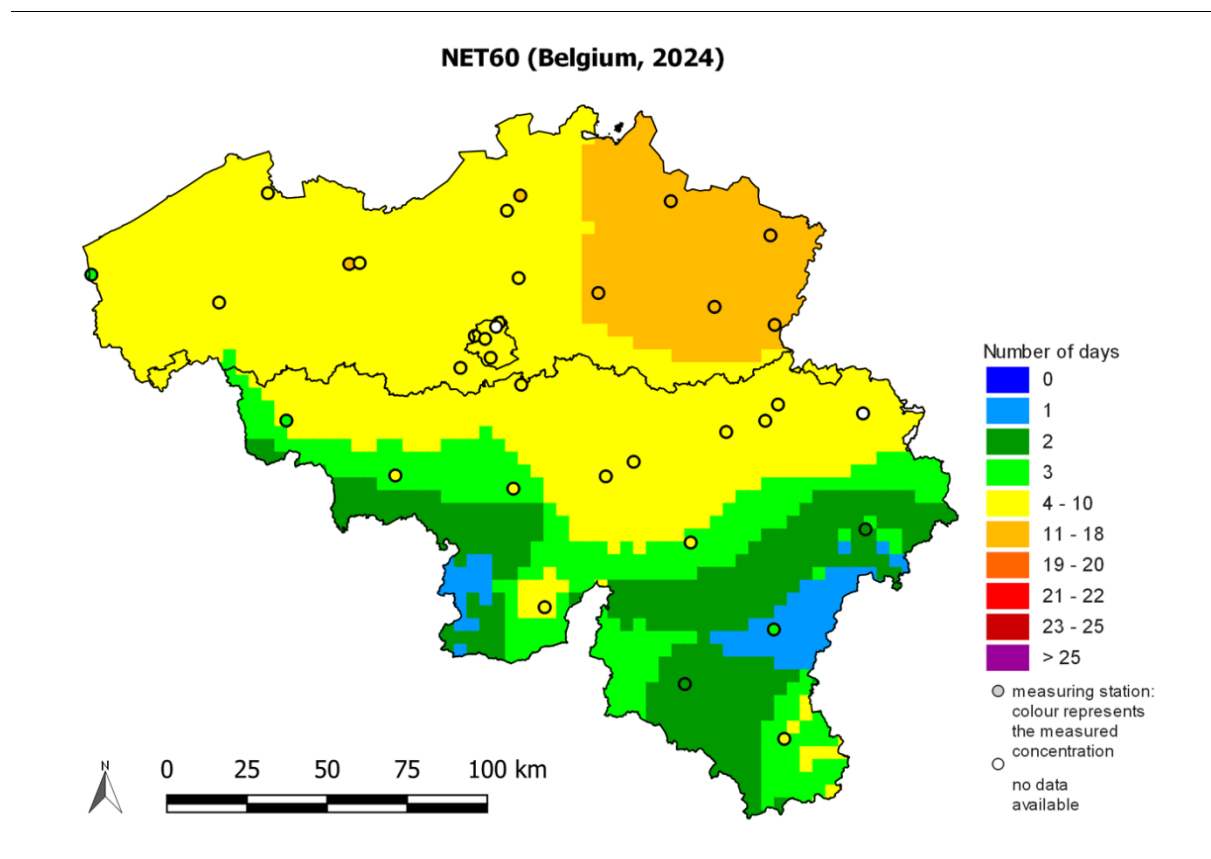 NET60 (Belgium, 2024)
Number of days
0
1
2
3
4 - 10
11 - 18
19 - 20
21 - 22
23 - 25
> 25
measuring station:
colour represents
the measured
concentration
no data
available
N
0 25 50 75 100 km